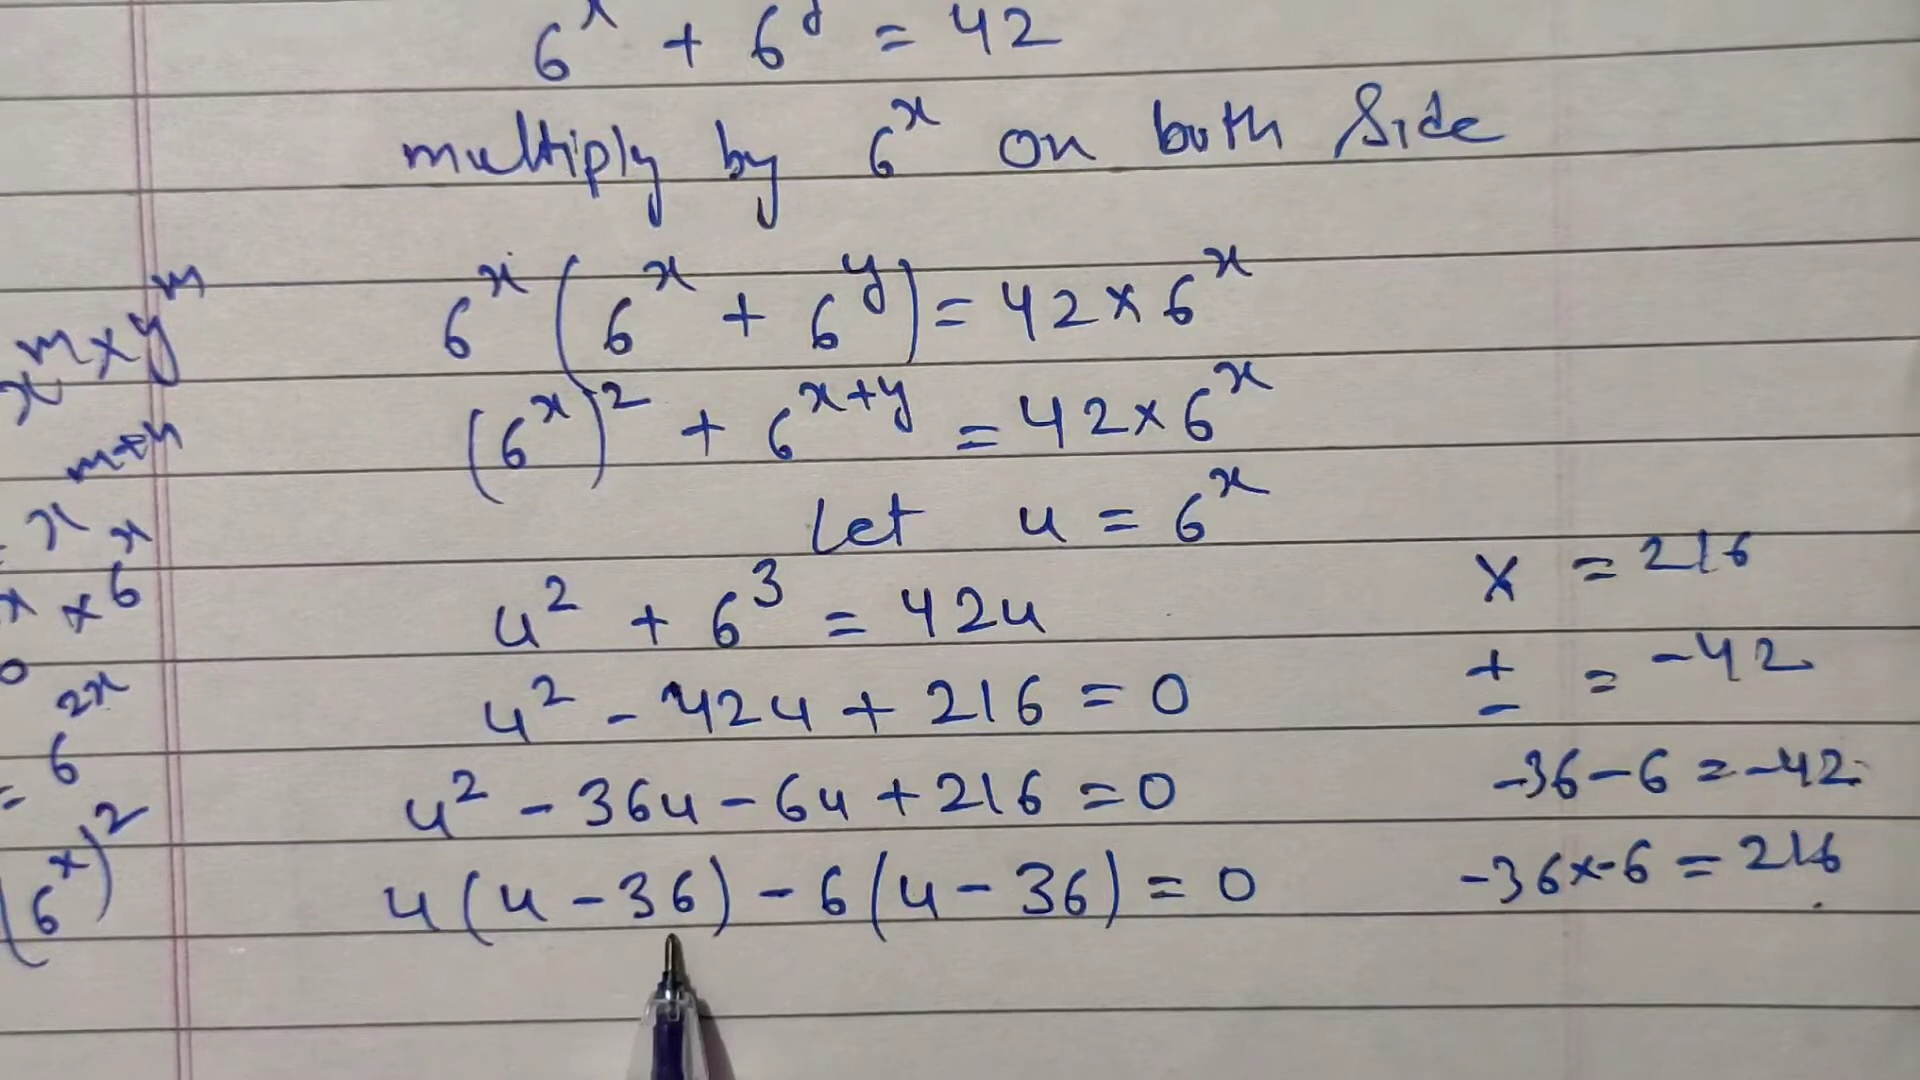 6^x + 6^y = 42
multiply by 6^x on both Side
6^x (6^x + 6^y) = 42 × 6^x
(6^x)^2 + 6^{x+y} = 42 × 6^x
Let u = 6^x
u^2 + 6^3 = 42u
u^2 - 42u + 216 = 0
u^2 - 36u - 6u + 216 = 0
u(u - 36) - 6(u - 36) = 0
x^m × y^n
= x^{m+n}
x × 6^x
= 6^{2x}
(6^x)^2
× = 216
± = -42
-36 - 6 = -42
-36 × -6 = 216